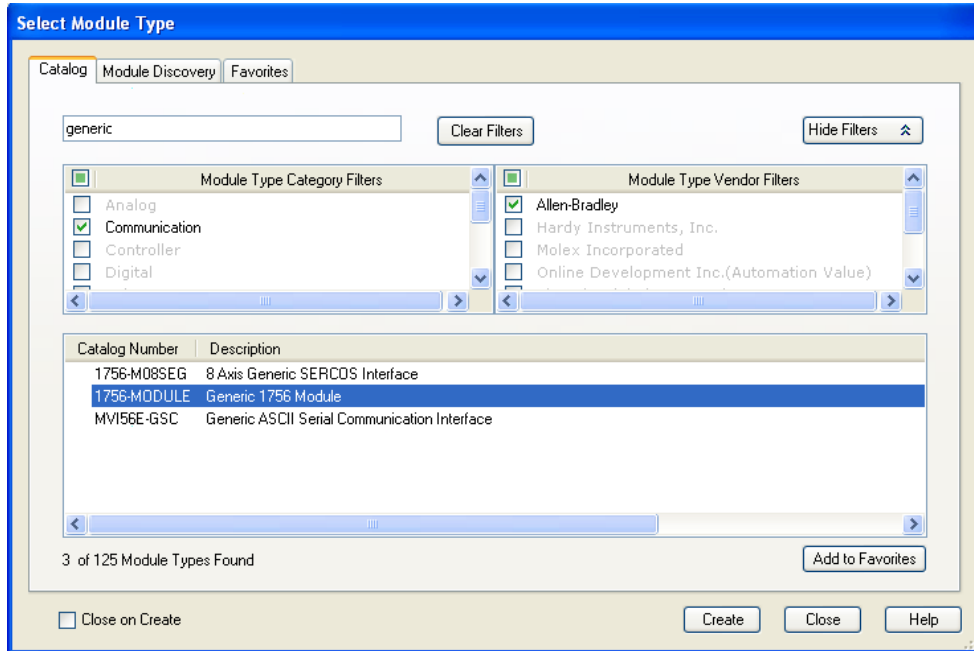 Select Module Type
Catalog Module Discovery Favorites
generic Clear Filters Hide Filters
Module Type Category Filters Module Type Vendor Filters
Analog Allen-Bradley
Communication Hardy Instruments, Inc.
Controller Molex Incorporated
Digital Online Development Inc.(Automation Value)
Catalog Number Description
1756-M08SEG 8 Axis Generic SERCOS Interface
1756-MODULE Generic 1756 Module
MVI56E-GSC Generic ASCII Serial Communication Interface
3 of 125 Module Types Found Add to Favorites
Close on Create Create Close Help